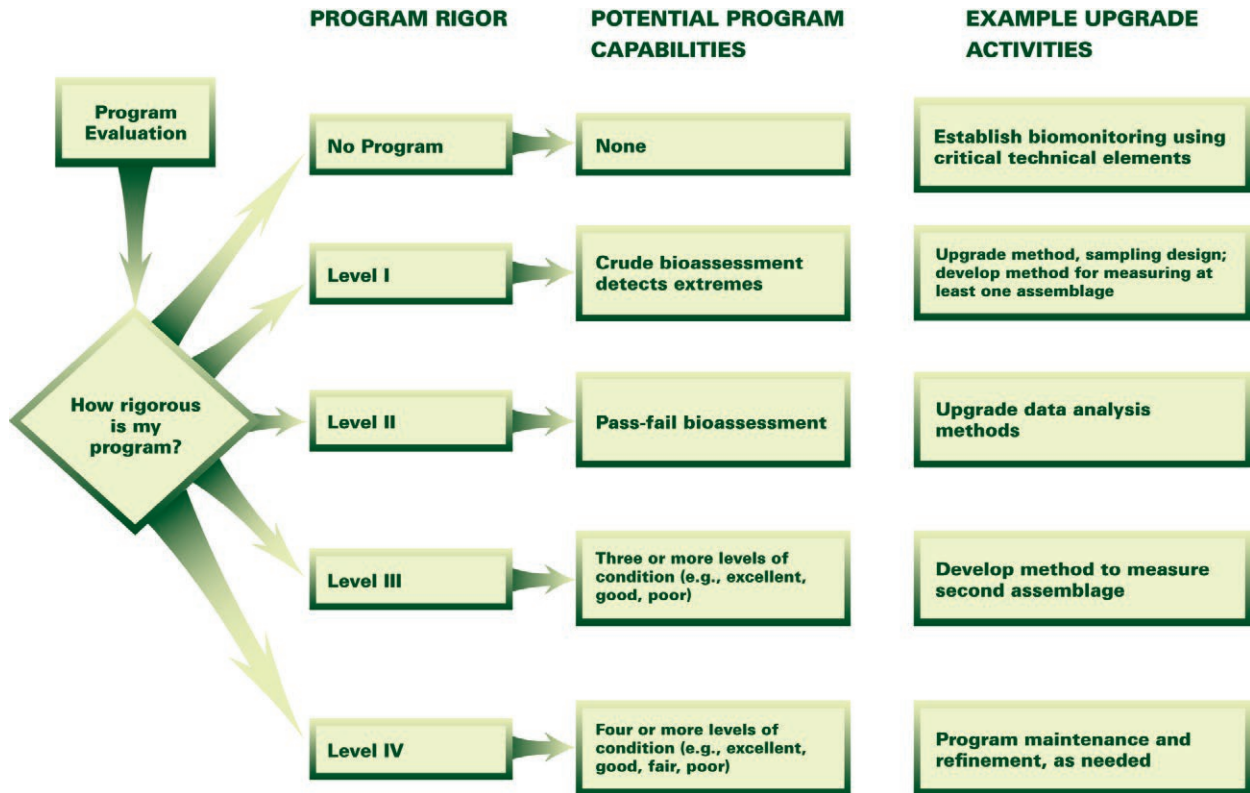 PROGRAM RIGOR
POTENTIAL PROGRAM
CAPABILITIES
EXAMPLE UPGRADE
ACTIVITIES
Program
Evaluation
How rigorous
is my
program?
No Program
None
Establish biomonitoring using
critical technical elements
Level I
Crude bioassessment
detects extremes
Upgrade method, sampling design;
develop method for measuring at
least one assemblage
Level II
Pass-fail bioassessment
Upgrade data analysis
methods
Level III
Three or more levels of
condition (e.g., excellent,
good, poor)
Develop method to measure
second assemblage
Level IV
Four or more levels of
condition (e.g., excellent,
good, fair, poor)
Program maintenance and
refinement, as needed